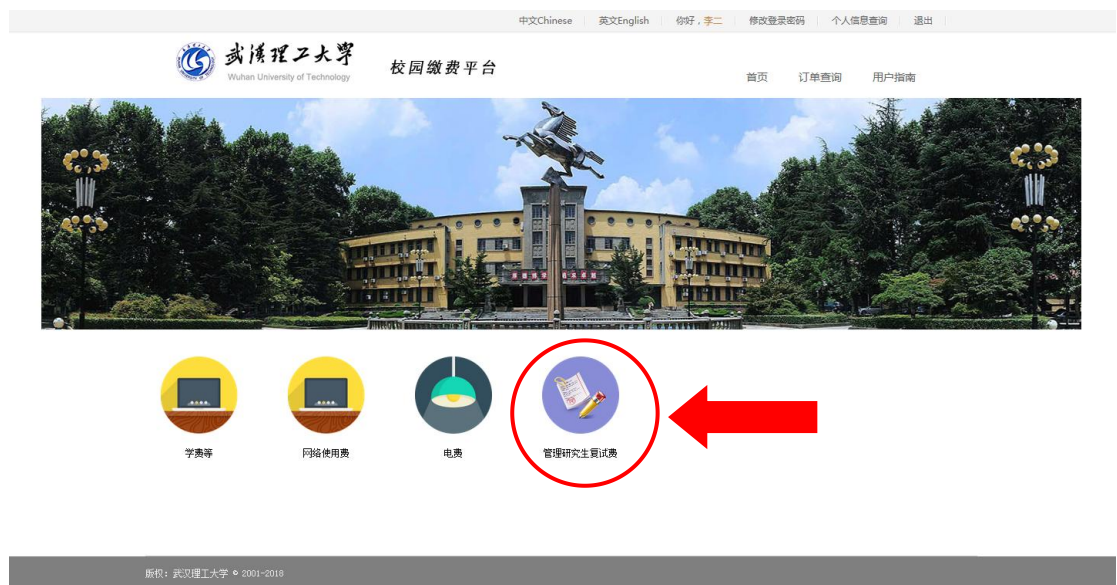 中文Chinese 英文English 你好，李二 修改登录密码 个人信息查询 退出
武汉理工大学
Wuhan University of Technology
校园缴费平台
首页 订单查询 用户指南
学费等 网络使用费 电费 管理研究生复试费
版权：武汉理工大学 © 2001-2018